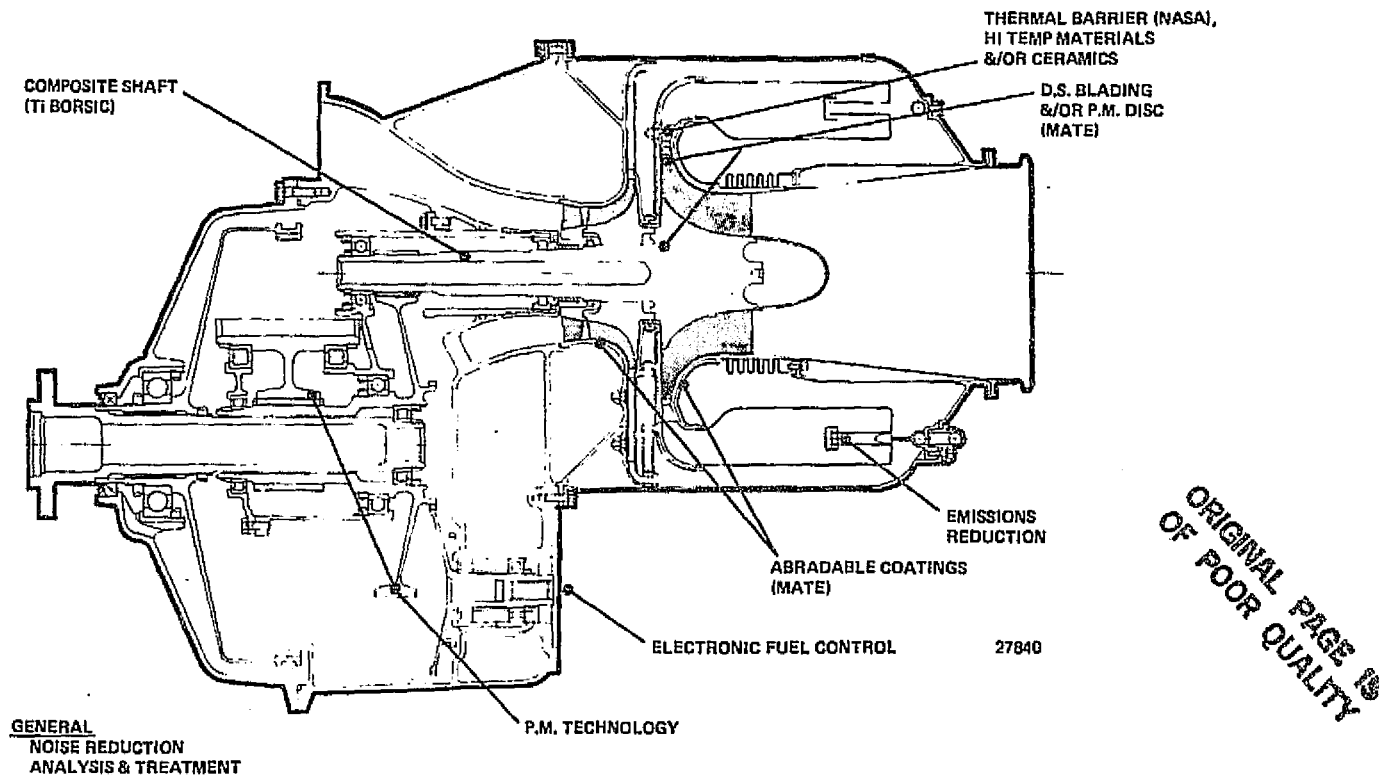 THERMAL BARRIER (NASA),
HI TEMP MATERIALS
&/OR CERAMICS
COMPOSITE SHAFT
(Ti BORSIC)
D.S. BLADING
&/OR P.M. DISC
(MATE)
EMISSIONS
REDUCTION
ABRADABLE COATINGS
(MATE)
ELECTRONIC FUEL CONTROL
27840
P.M. TECHNOLOGY
GENERAL
NOISE REDUCTION
ANALYSIS & TREATMENT
ORIGINAL PAGE IS
OF POOR QUALITY